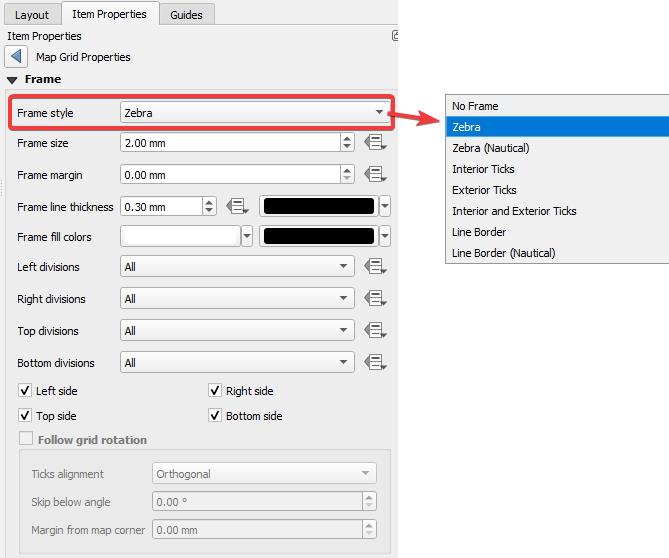 Layout Item Properties Guides
Item Properties
Map Grid Properties
Frame
Frame style Zebra
Frame size 2.00 mm
Frame margin 0.00 mm
Frame line thickness 0.30 mm
Frame fill colors
Left divisions All
Right divisions All
Top divisions All
Bottom divisions All
Left side Right side
Top side Bottom side
Follow grid rotation
Ticks alignment Orthogonal
Skip below angle 0.00 °
Margin from map corner 0.00 mm
No Frame
Zebra
Zebra (Nautical)
Interior Ticks
Exterior Ticks
Interior and Exterior Ticks
Line Border
Line Border (Nautical)